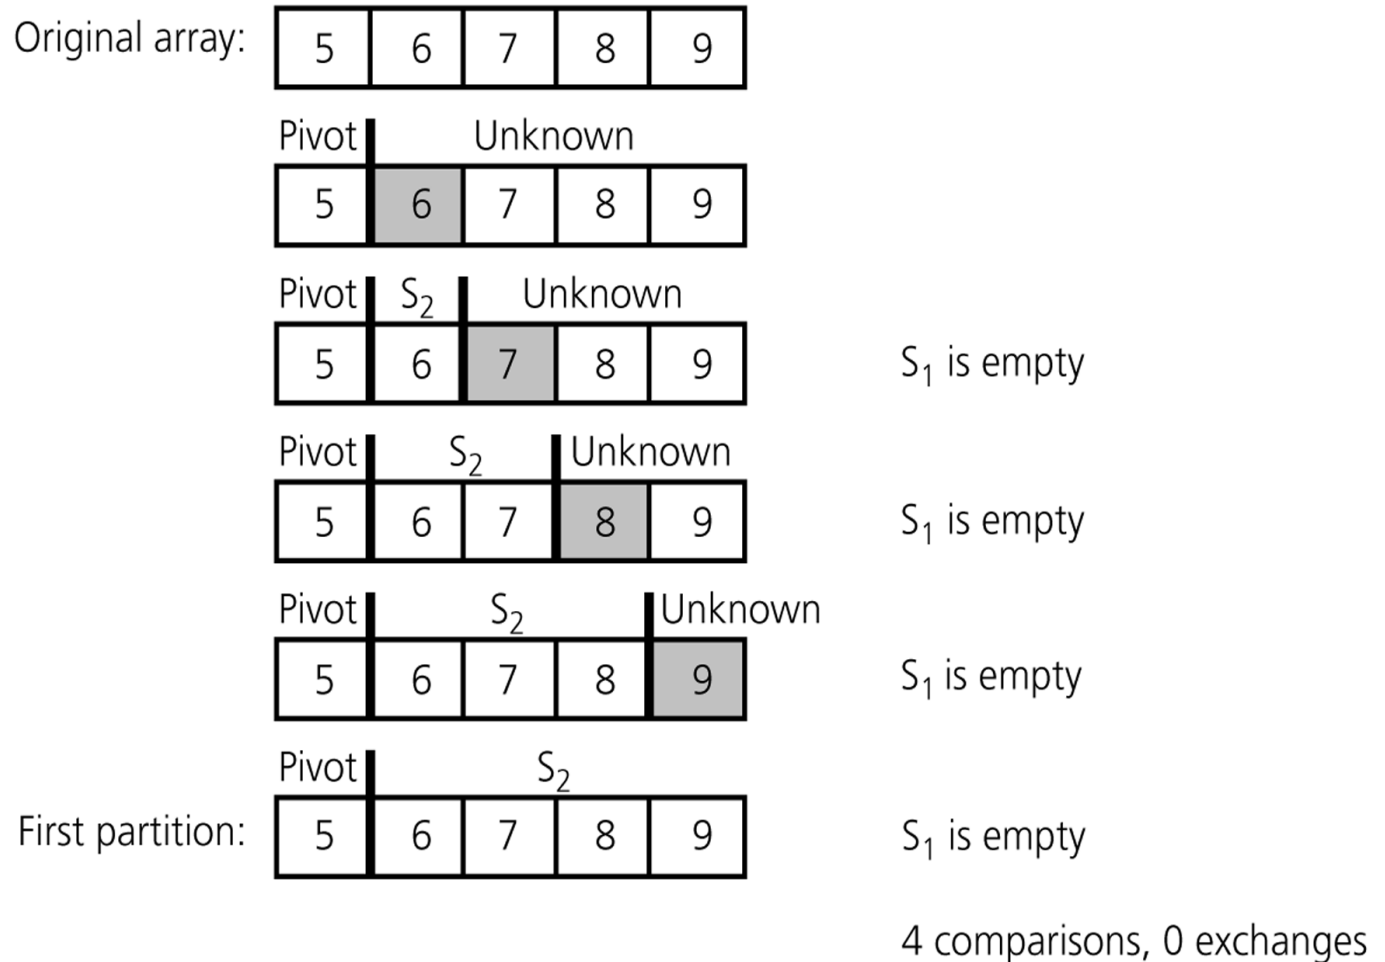 Original array: 5 6 7 8 9
Pivot Unknown
5 6 7 8 9
Pivot S2 Unknown
5 6 7 8 9 S1 is empty
Pivot S2 Unknown
5 6 7 8 9 S1 is empty
Pivot S2 Unknown
5 6 7 8 9 S1 is empty
Pivot S2
First partition: 5 6 7 8 9 S1 is empty
4 comparisons, 0 exchanges